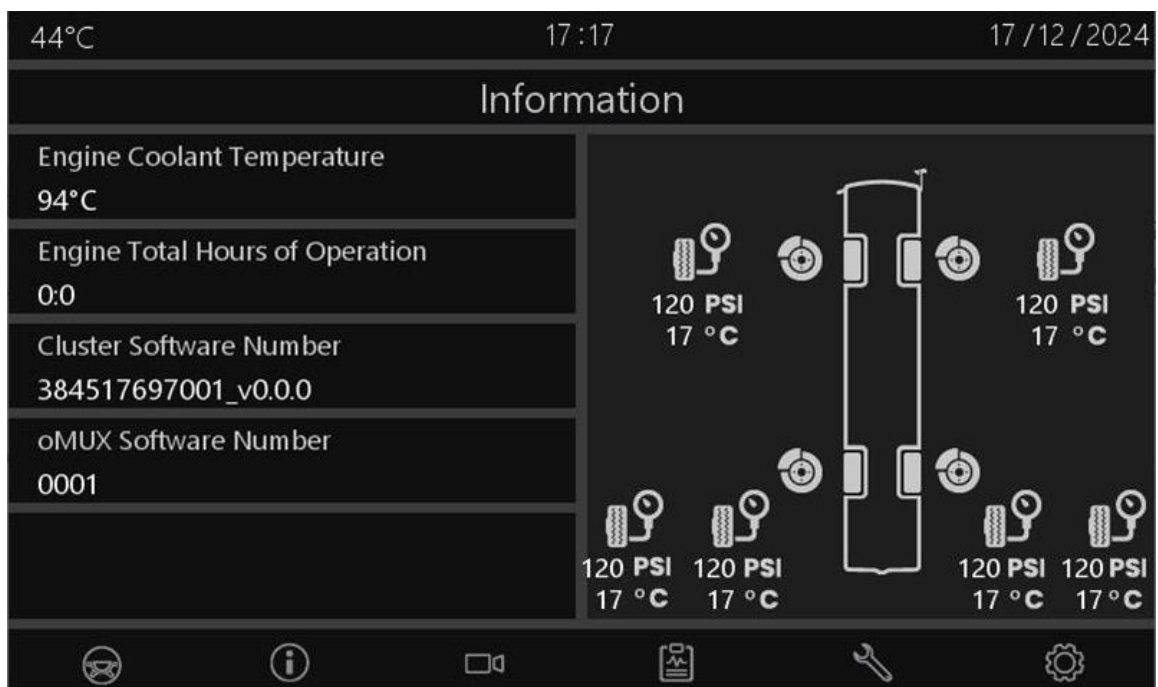 44°C 17:17 17/12/2024
Information
Engine Coolant Temperature
94°C
Engine Total Hours of Operation
0:0
Cluster Software Number
384517697001_v0.0.0
oMUX Software Number
0001
120 PSI 120 PSI
17 °C 17 °C
120 PSI 120 PSI 120 PSI 120 PSI
17 °C 17 °C 17 °C 17 °C